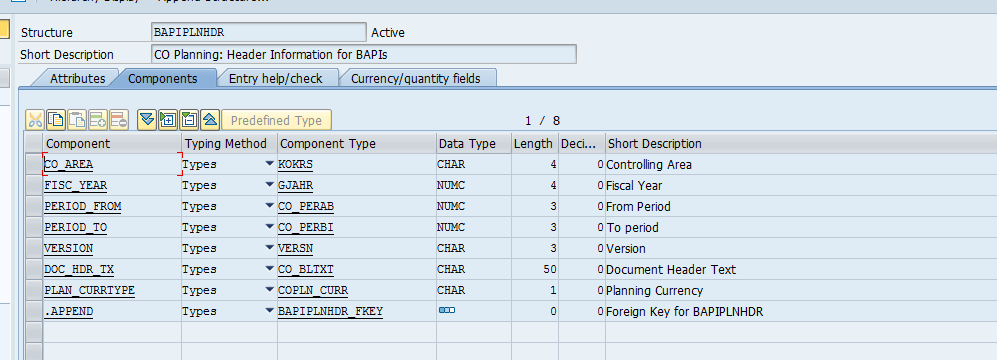 Structure BAPIPLNHDR Active
Short Description CO Planning: Header Information for BAPIs
Attributes Components Entry help/check Currency/quantity fields
Predefined Type 1 / 8
Component Typing Method Component Type Data Type Length Deci... Short Description
CO_AREA Types KOKRS CHAR 4 0 Controlling Area
FISC_YEAR Types GJAHR NUMC 4 0 Fiscal Year
PERIOD_FROM Types CO_PERAB NUMC 3 0 From Period
PERIOD_TO Types CO_PERBI NUMC 3 0 To period
VERSION Types VERSN CHAR 3 0 Version
DOC_HDR_TX Types CO_BLTXT CHAR 50 0 Document Header Text
PLAN_CURRTYPE Types COPLN_CURR CHAR 1 0 Planning Currency
.APPEND Types BAPIPLNHDR_FKEY 0 0 Foreign Key for BAPIPLNHDR